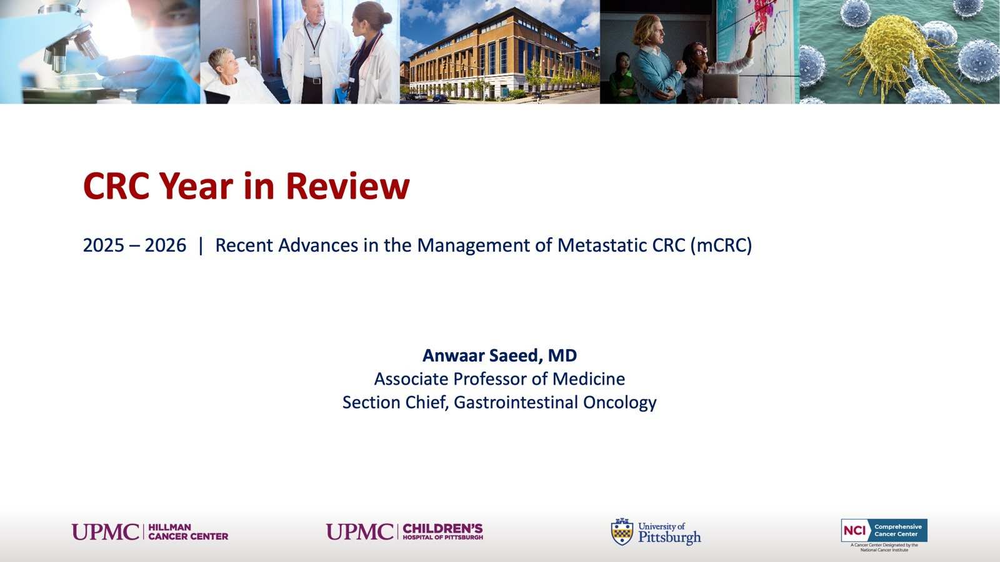 CRC Year in Review
2025 – 2026 | Recent Advances in the Management of Metastatic CRC (mCRC)
Anwaar Saeed, MD
Associate Professor of Medicine
Section Chief, Gastrointestinal Oncology
UPMC | HILLMAN
CANCER CENTER
UPMC | CHILDREN'S
HOSPITAL OF PITTSBURGH
University of
Pittsburgh
NCI Comprehensive
Cancer Center
A Cancer Center Designated by the
National Cancer Institute